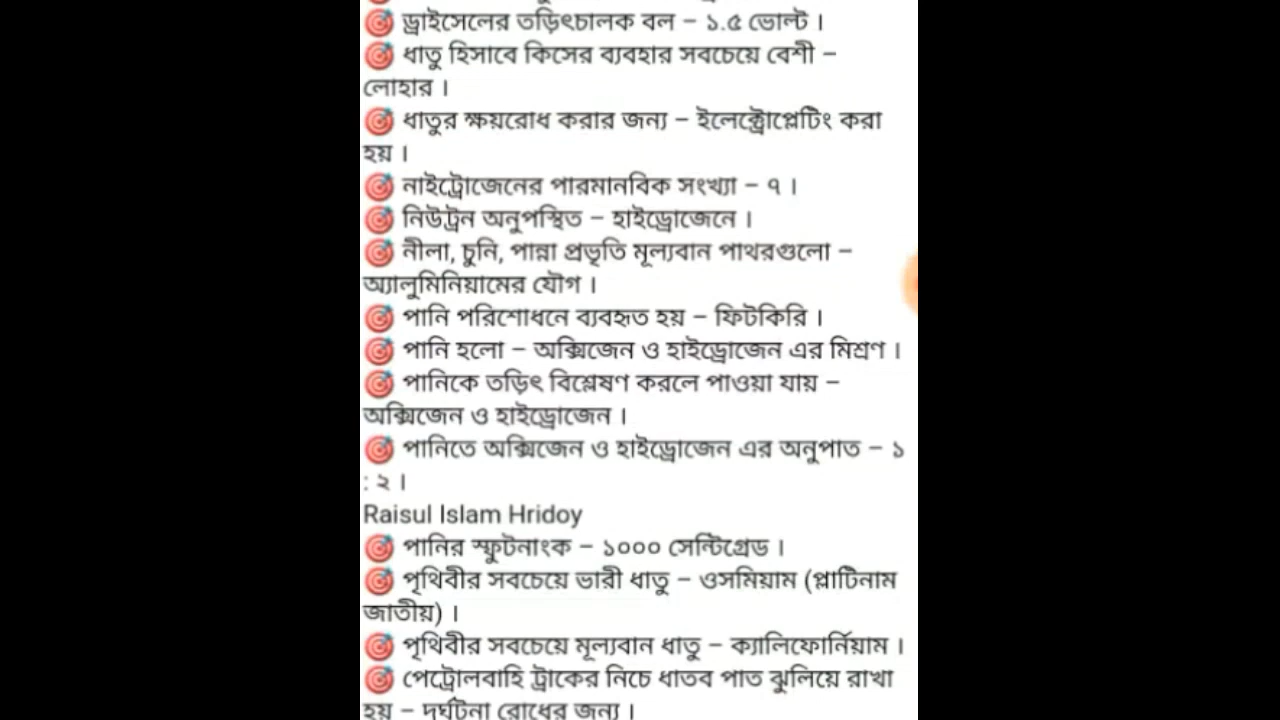 🎯 ড্রাইসেলের তড়িৎচালক বল – ১.৫ ভোল্ট ।
🎯 ধাতু হিসাবে কিসের ব্যবহার সবচেয়ে বেশী –
লোহার ।
🎯 ধাতুর ক্ষয়রোধ করার জন্য – ইলেক্ট্রোপ্লেটিং করা
হয় ।
🎯 নাইট্রোজেনের পারমানবিক সংখ্যা – ৭ ।
🎯 নিউট্রন অনুপস্থিত – হাইড্রোজেনে ।
🎯 নীলা, চুনি, পান্না প্রভৃতি মূল্যবান পাথরগুলো –
অ্যালুমিনিয়ামের যৌগ ।
🎯 পানি পরিশোধনে ব্যবহৃত হয় – ফিটকিরি ।
🎯 পানি হলো – অক্সিজেন ও হাইড্রোজেন এর মিশ্রণ ।
🎯 পানিকে তড়িৎ বিশ্লেষণ করলে পাওয়া যায় –
অক্সিজেন ও হাইড্রোজেন ।
🎯 পানিতে অক্সিজেন ও হাইড্রোজেন এর অনুপাত – ১
: ২ ।
Raisul Islam Hridoy
🎯 পানির স্ফুটনাংক – ১০০০ সেন্টিগ্রেড ।
🎯 পৃথিবীর সবচেয়ে ভারী ধাতু – ওসমিয়াম (প্লাটিনাম
জাতীয়) ।
🎯 পৃথিবীর সবচেয়ে মূল্যবান ধাতু – ক্যালিফোর্নিয়াম ।
🎯 পেট্রোলবাহি ট্রাকের নিচে ধাতব পাত ঝুলিয়ে রাখা
হয় – দুর্ঘটনা রোধের জন্য ।